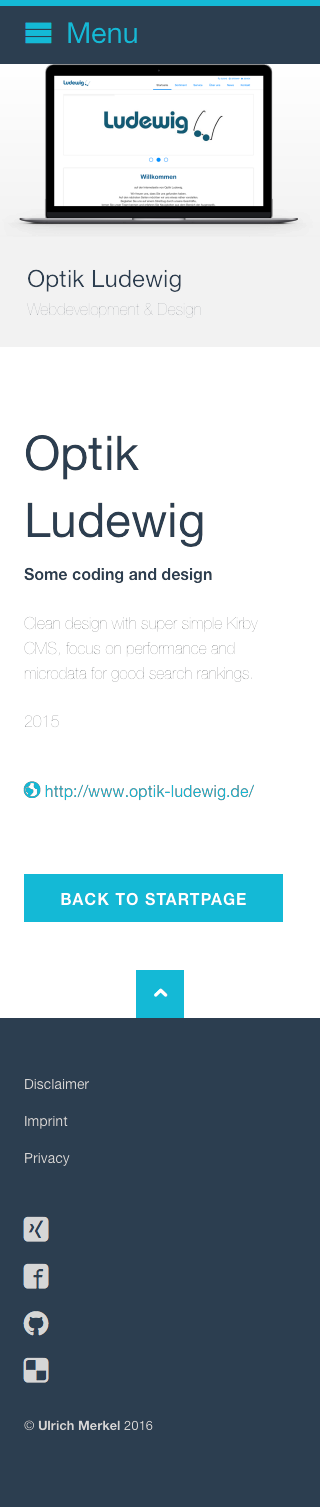 Menu
Ludewig
Ludewig
Willkommen
Optik Ludewig
Webdevelopment & Design
Optik
Ludewig
Some coding and design
Clean design with super simple Kirby
CMS, focus on performance and
microdata for good search rankings.
2015
http://www.optik-ludewig.de/
BACK TO STARTPAGE
Disclaimer
Imprint
Privacy
© Ulrich Merkel 2016